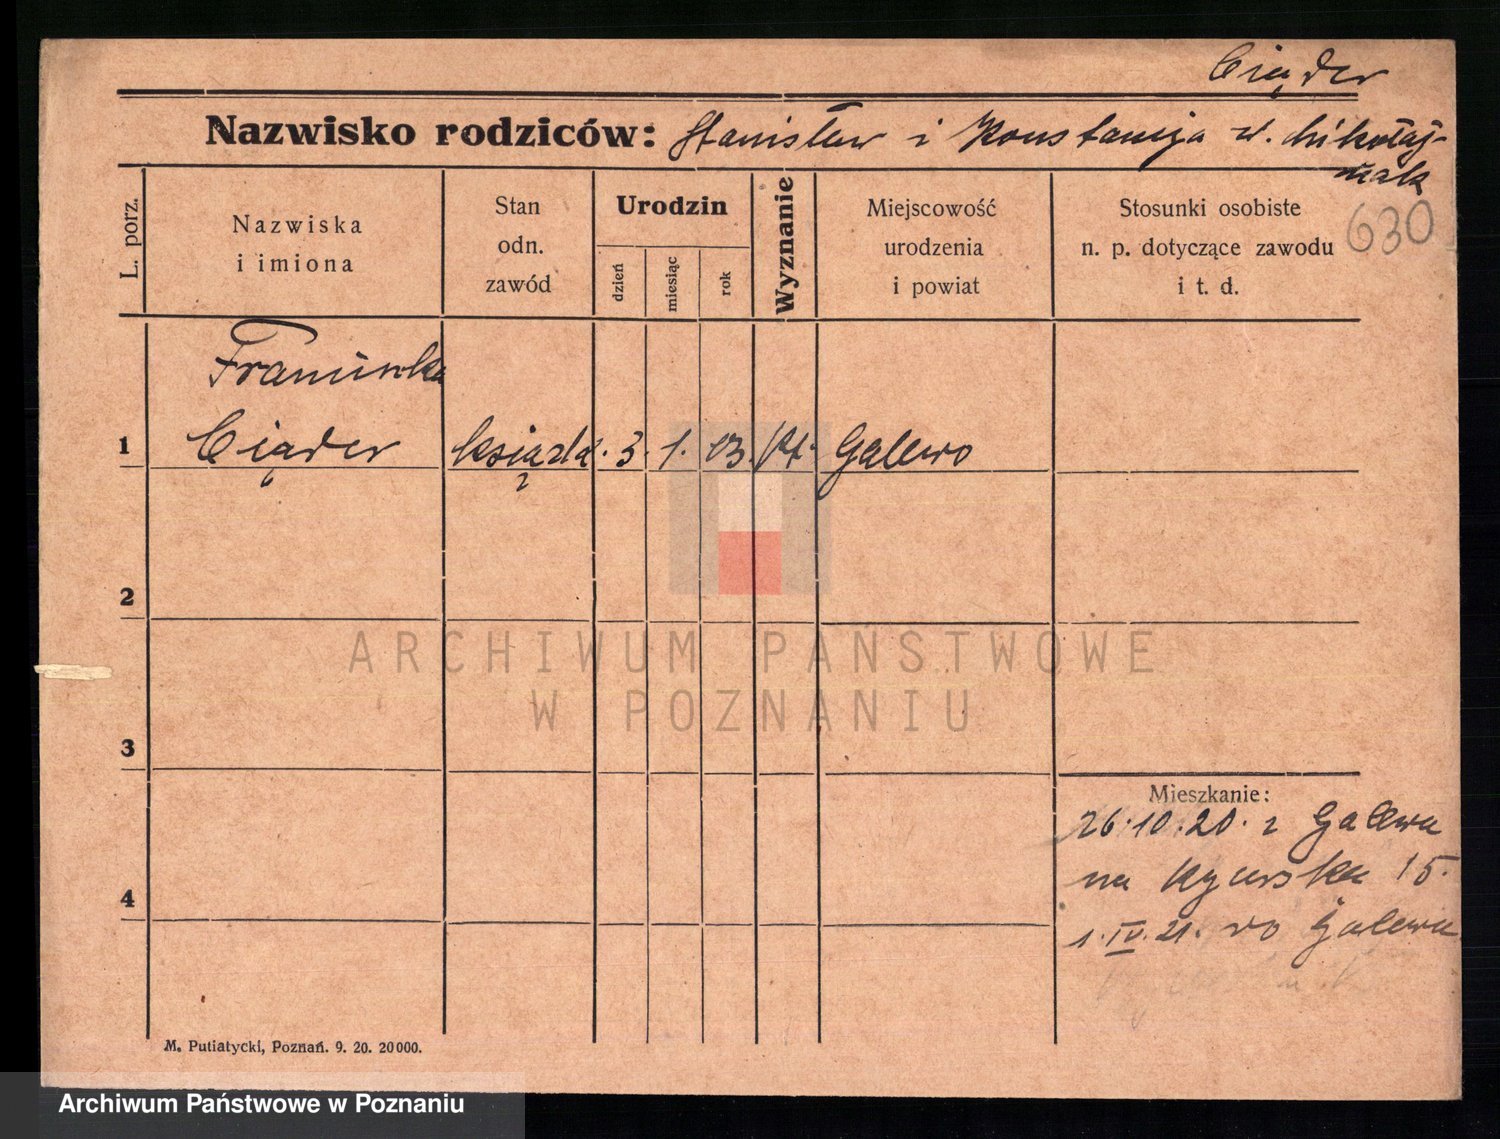 Ciąder
Nazwisko rodziców: Stanisław i Konstancja z d. Mikołaj-
czak
L. porz.
Nazwiska
i imiona
Stan
odn.
zawód
Urodzin
dzień
miesiąc
rok
Wyznanie
Miejscowość
urodzenia
i powiat
Stosunki osobiste
n. p. dotyczące zawodu
i t. d.
630
Franciszka
1 Ciąder 3. 1. 03. kt. Galewo
2
3
4
Mieszkanie:
26.10.20. z Galewa
na 15.
1.IV.21. do Galewa
M. Putiatycki, Poznań. 9. 20. 20000.
ARCHIWUM PAŃSTWOWE
W POZNANIU
Archiwum Państwowe w Poznaniu